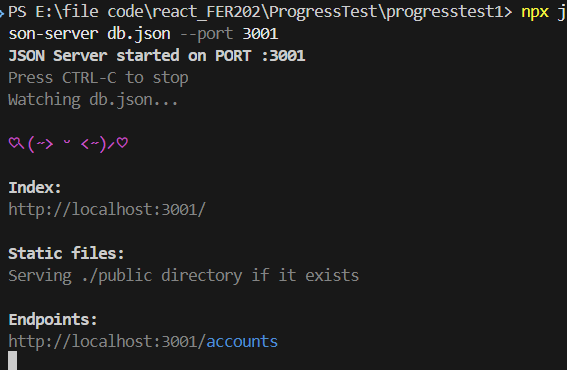 PS E:\file code\react_FER202\ProgressTest\progresstest1> npx j
son-server db.json --port 3001
JSON Server started on PORT :3001
Press CTRL-C to stop
Watching db.json...
♡⸜(˶˃ ᵕ ˂˶)⸝♡
Index:
http://localhost:3001/
Static files:
Serving ./public directory if it exists
Endpoints:
http://localhost:3001/accounts